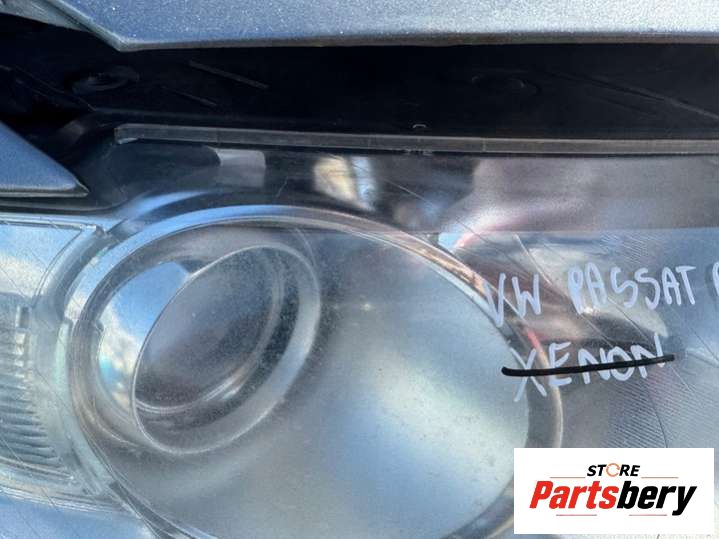 VW PASSAT
XENON
STORE
Partsbery